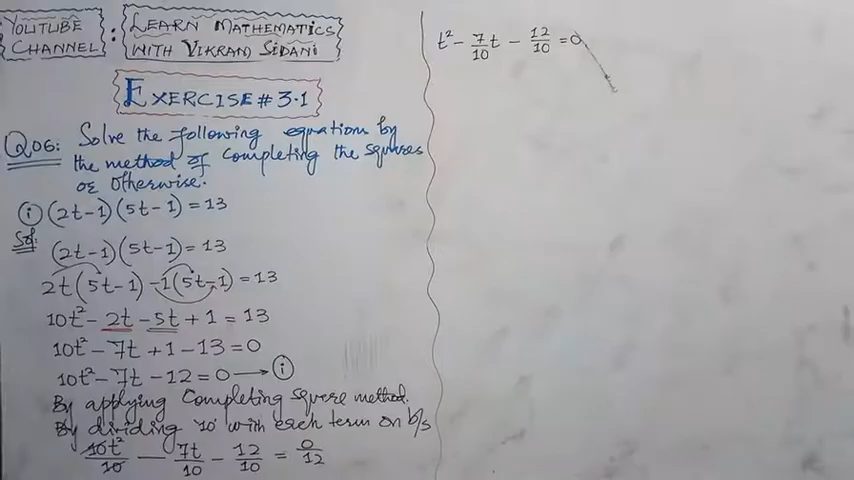 YOUTUBE CHANNEL : LEARN MATHEMATICS
WITH VIKRAM SIDANI
EXERCISE # 3.1
Q06: Solve the following equation by
the method of completing the squares
or otherwise.
(i) (2t-1)(5t-1)=13
Sol:
(2t-1)(5t-1)=13
2t(5t-1)-1(5t-1)=13
10t²-2t-5t+1=13
10t²-7t+1-13=0
10t²-7t-12=0 → (i)
By applying Completing square method.
By dividing '10' with each term on b/s
10t²/10 - 7t/10 - 12/10 = 0/12
t² - 7/10 t - 12/10 = 0